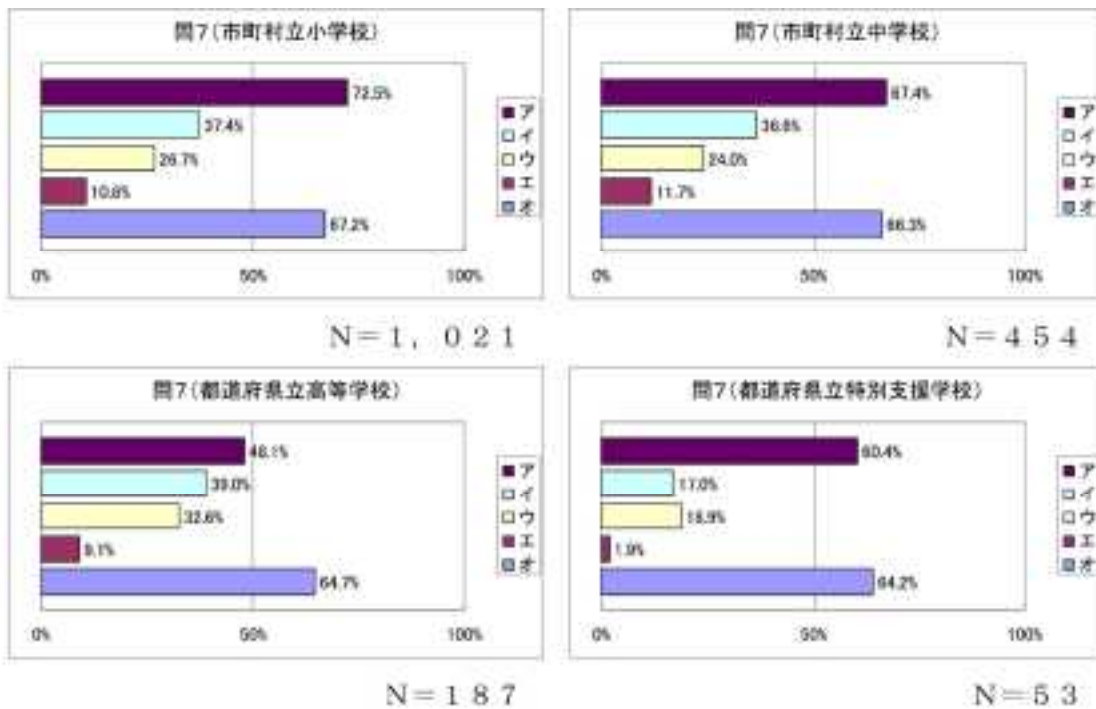 問7(市町村立小学校)
72.5%
37.4%
26.7%
10.8%
67.2%
0%
50%
100%
ア
イ
ウ
エ
オ
N=1,021
問7(市町村立中学校)
67.4%
36.8%
24.0%
11.7%
66.3%
0%
50%
100%
ア
イ
ウ
エ
オ
N=454
問7(都道府県立高等学校)
48.1%
39.0%
32.6%
9.1%
64.7%
0%
50%
100%
ア
イ
ウ
エ
オ
N=187
問7(都道府県立特別支援学校)
60.4%
17.0%
18.9%
1.9%
64.2%
0%
50%
100%
ア
イ
ウ
エ
オ
N=53